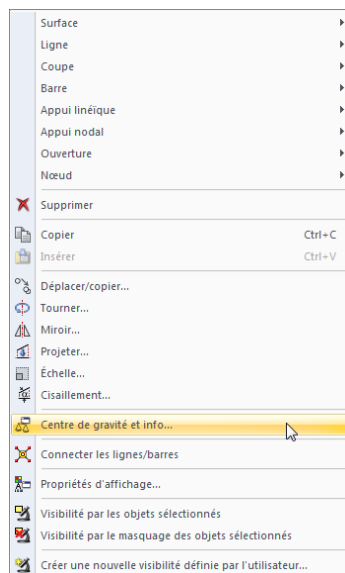 Surface
Ligne
Coupe
Barre
Appui linéïque
Appui nodal
Ouverture
Nœud
Supprimer
Copier Ctrl+C
Insérer Ctrl+V
Déplacer/copier...
Tourner...
Miroir...
Projeter...
Échelle...
Cisaillement...
Centre de gravité et info...
Connecter les lignes/barres
Propriétés d'affichage...
Visibilité par les objets sélectionnés
Visibilité par le masquage des objets sélectionnés
Créer une nouvelle visibilité définie par l'utilisateur...